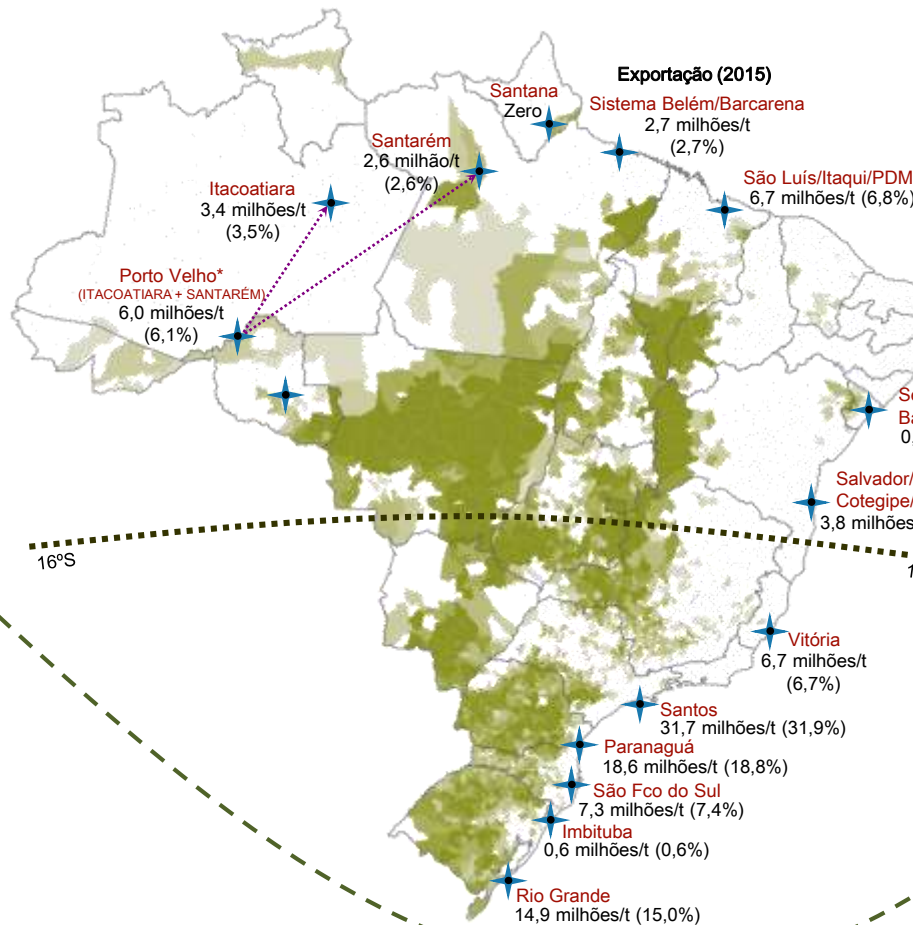 Exportação (2015)
Santana
Zero
Sistema Belém/Barcarena
2,7 milhões/t
(2,7%)
Santarém
2,6 milhão/t
(2,6%)
Itacoatiara
3,4 milhões/t
(3,5%)
São Luís/Itaqui/PDM
6,7 milhões/t (6,8%)
Porto Velho*
(ITACOATIARA + SANTARÉM)
6,0 milhões/t
(6,1%)
0,
Salvador/
Cotegipe/
3,8 milhões
16ºS
Vitória
6,7 milhões/t
(6,7%)
Santos
31,7 milhões/t (31,9%)
Paranaguá
18,6 milhões/t (18,8%)
São Fco do Sul
7,3 milhões/t (7,4%)
Imbituba
0,6 milhões/t (0,6%)
Rio Grande
14,9 milhões/t (15,0%)